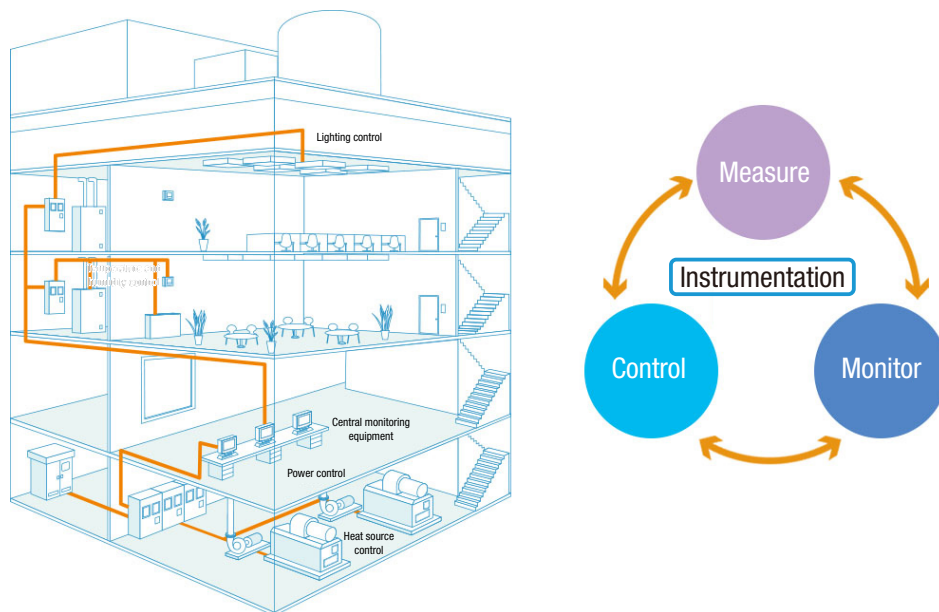 Lighting control
Measure
Instrumentation
Control
Monitor
Central monitoring
equipment
Power control
Heat source
control